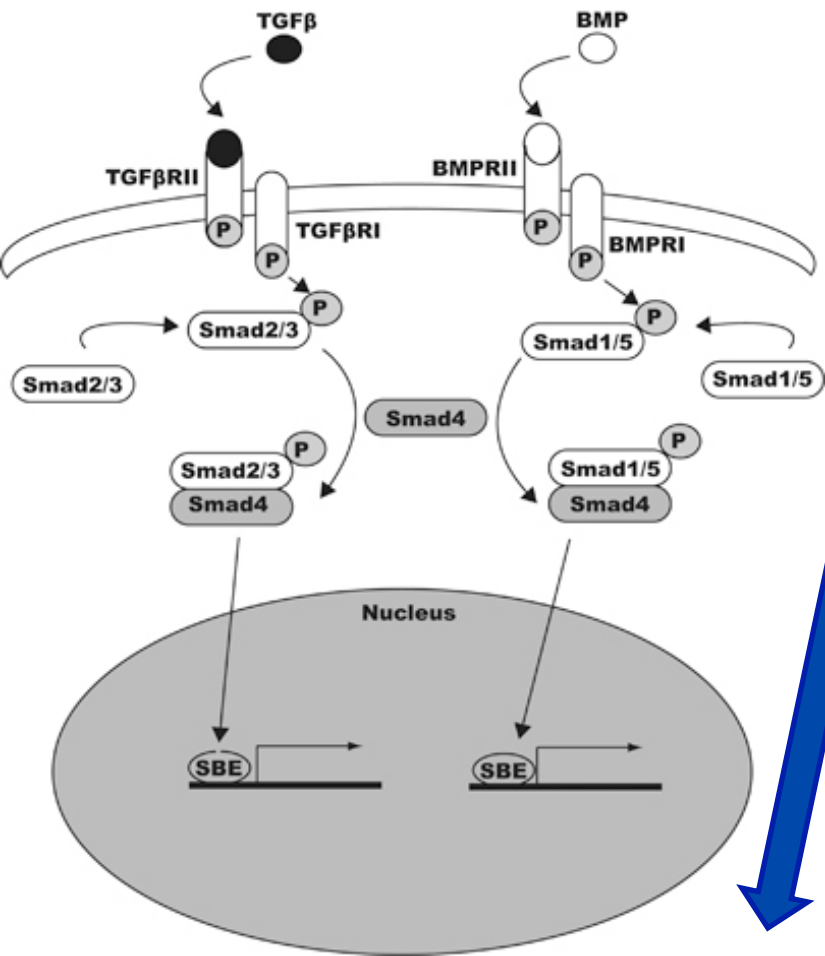 TGFβ
BMP
TGFβRII
BMPRII
P
P
TGFβRI
BMPRI
P
P
P
P
Smad2/3
Smad1/5
Smad2/3
Smad1/5
Smad4
P
P
Smad2/3
Smad1/5
Smad4
Smad4
Nucleus
SBE
SBE